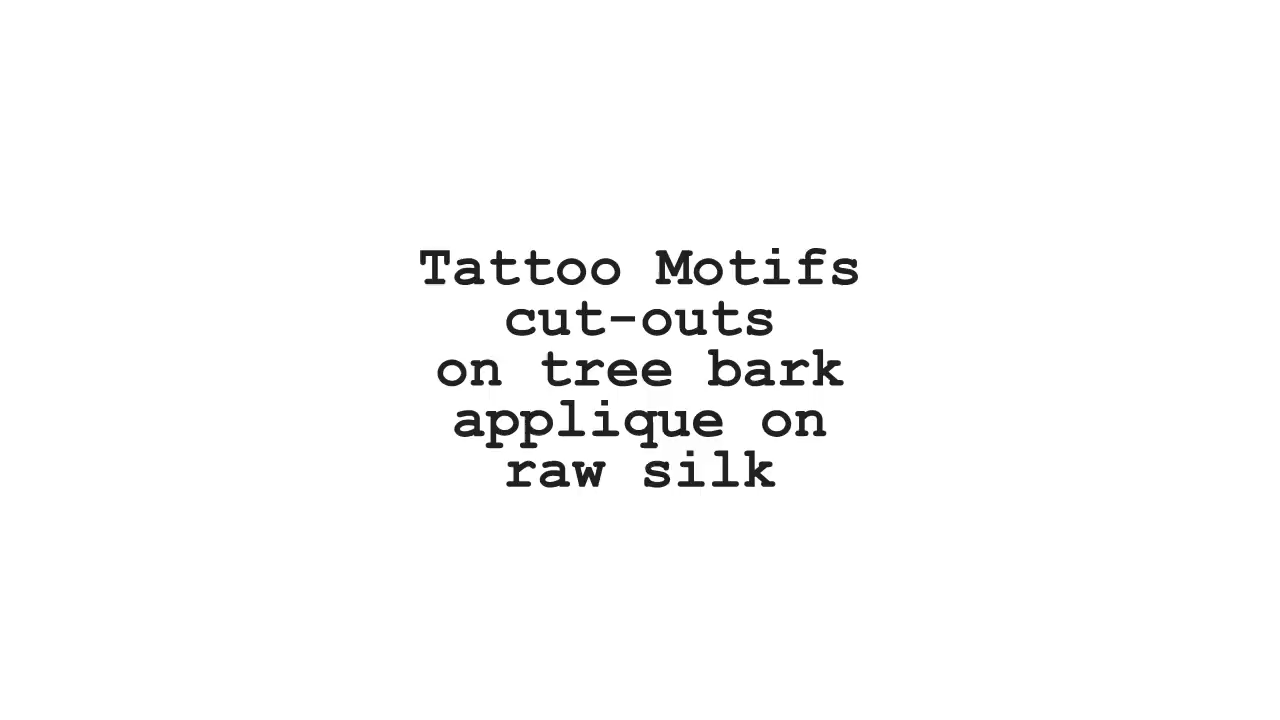 Tattoo Motifs
cut-outs
on tree bark
applique on
raw silk